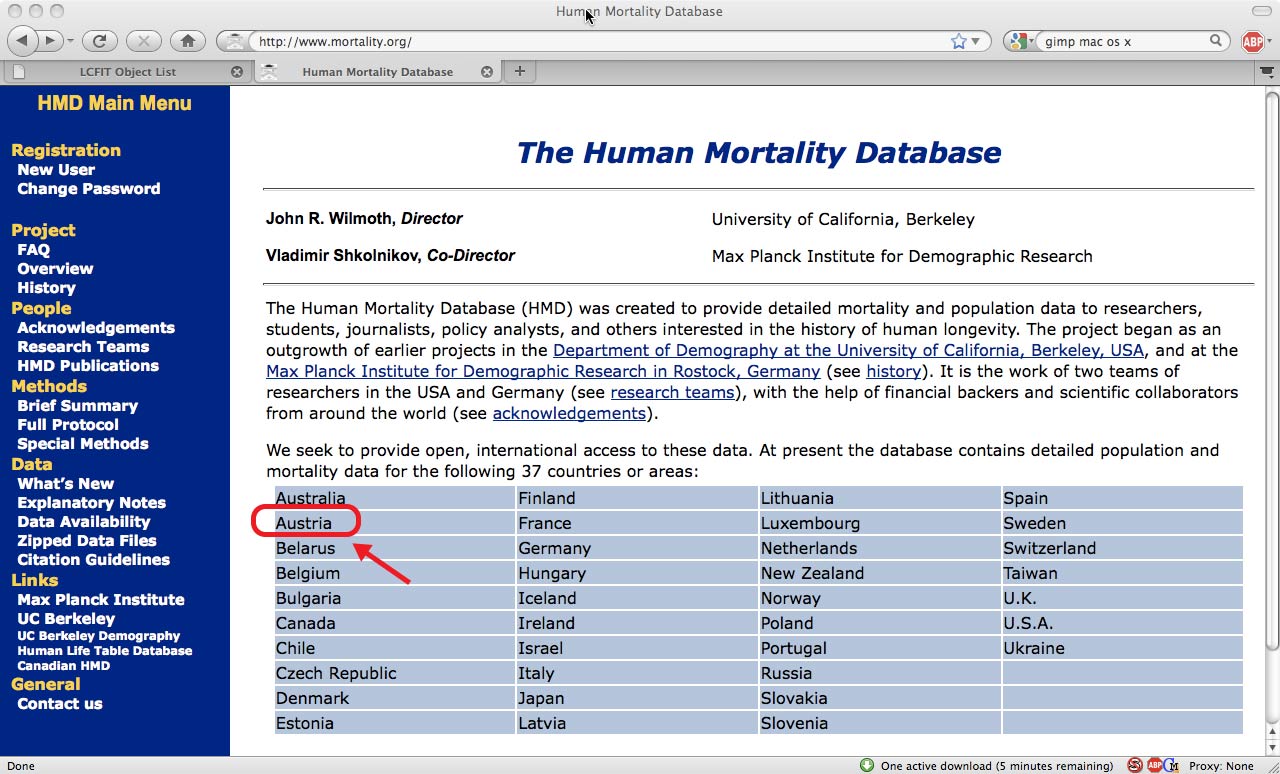 Human Mortality Database
http://www.mortality.org/
gimp mac os x
ABP
LCFIT Object List
Human Mortality Database
HMD Main Menu
Registration
New User
Change Password
Project
FAQ
Overview
History
People
Acknowledgements
Research Teams
HMD Publications
Methods
Brief Summary
Full Protocol
Special Methods
Data
What's New
Explanatory Notes
Data Availability
Zipped Data Files
Citation Guidelines
Links
Max Planck Institute
UC Berkeley
UC Berkeley Demography
Human Life Table Database
Canadian HMD
General
Contact us
The Human Mortality Database
John R. Wilmoth, Director University of California, Berkeley
Vladimir Shkolnikov, Co-Director Max Planck Institute for Demographic Research
The Human Mortality Database (HMD) was created to provide detailed mortality and population data to researchers,
students, journalists, policy analysts, and others interested in the history of human longevity. The project began as an
outgrowth of earlier projects in the Department of Demography at the University of California, Berkeley, USA, and at the
Max Planck Institute for Demographic Research in Rostock, Germany (see history). It is the work of two teams of
researchers in the USA and Germany (see research teams), with the help of financial backers and scientific collaborators
from around the world (see acknowledgements).
We seek to provide open, international access to these data. At present the database contains detailed population and
mortality data for the following 37 countries or areas:
Australia Finland Lithuania Spain
Austria France Luxembourg Sweden
Belarus Germany Netherlands Switzerland
Belgium Hungary New Zealand Taiwan
Bulgaria Iceland Norway U.K.
Canada Ireland Poland U.S.A.
Chile Israel Portugal Ukraine
Czech Republic Italy Russia
Denmark Japan Slovakia
Estonia Latvia Slovenia
Done One active download (5 minutes remaining) ABP Proxy: None